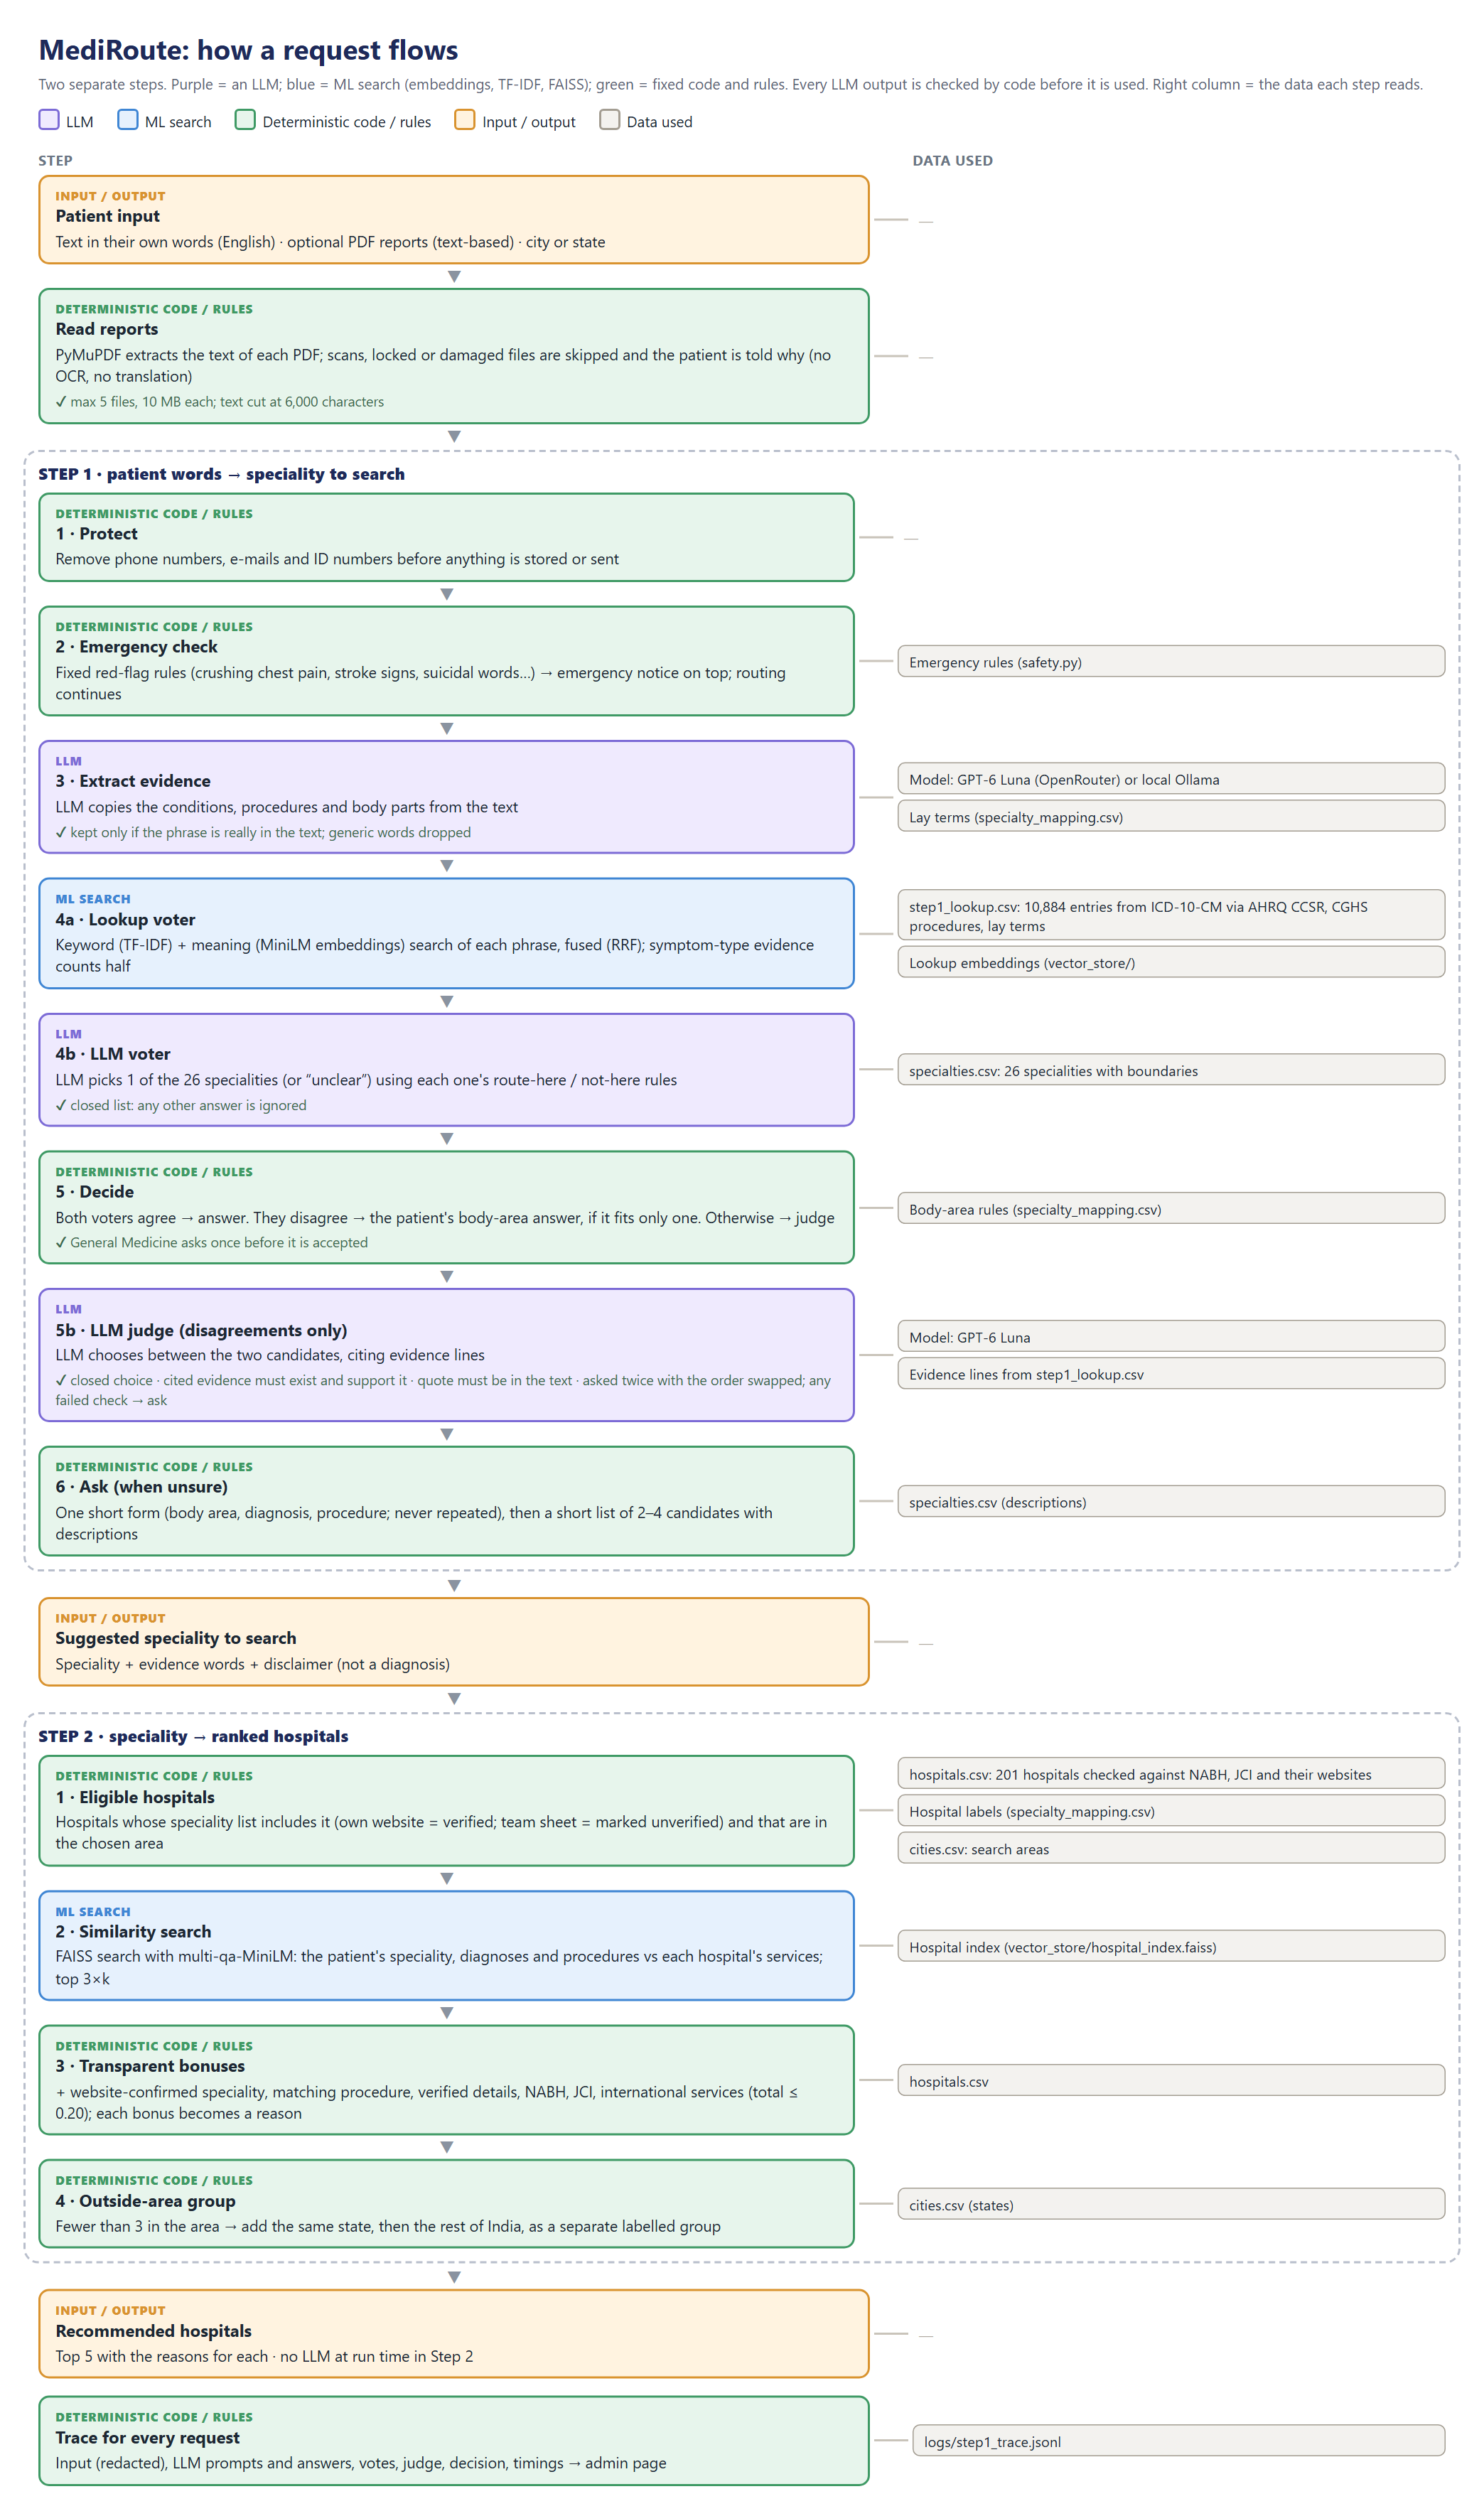 MediRoute: how a request flows
Two separate steps. Purple = an LLM; blue = ML search (embeddings, TF-IDF, FAISS); green = fixed code and rules. Every LLM output is checked by code before it is used. Right column = the data each step reads.
LLM
ML search
Deterministic code / rules
Input / output
Data used
STEP
DATA USED
INPUT / OUTPUT
Patient input
Text in their own words (English) · optional PDF reports (text-based) · city or state
—
DETERMINISTIC CODE / RULES
Read reports
PyMuPDF extracts the text of each PDF; scans, locked or damaged files are skipped and the patient is told why (no
OCR, no translation)
✓ max 5 files, 10 MB each; text cut at 6,000 characters
—
STEP 1 · patient words → speciality to search
DETERMINISTIC CODE / RULES
1 · Protect
Remove phone numbers, e-mails and ID numbers before anything is stored or sent
—
DETERMINISTIC CODE / RULES
2 · Emergency check
Fixed red-flag rules (crushing chest pain, stroke signs, suicidal words…) → emergency notice on top; routing
continues
Emergency rules (safety.py)
LLM
3 · Extract evidence
LLM copies the conditions, procedures and body parts from the text
✓ kept only if the phrase is really in the text; generic words dropped
Model: GPT-6 Luna (OpenRouter) or local Ollama
Lay terms (specialty_mapping.csv)
ML SEARCH
4a · Lookup voter
Keyword (TF-IDF) + meaning (MiniLM embeddings) search of each phrase, fused (RRF); symptom-type evidence
counts half
step1_lookup.csv: 10,884 entries from ICD-10-CM via AHRQ CCSR, CGHS
procedures, lay terms
Lookup embeddings (vector_store/)
LLM
4b · LLM voter
LLM picks 1 of the 26 specialities (or “unclear”) using each one's route-here / not-here rules
✓ closed list: any other answer is ignored
specialties.csv: 26 specialities with boundaries
DETERMINISTIC CODE / RULES
5 · Decide
Both voters agree → answer. They disagree → the patient's body-area answer, if it fits only one. Otherwise → judge
✓ General Medicine asks once before it is accepted
Body-area rules (specialty_mapping.csv)
LLM
5b · LLM judge (disagreements only)
LLM chooses between the two candidates, citing evidence lines
✓ closed choice · cited evidence must exist and support it · quote must be in the text · asked twice with the order swapped; any
failed check → ask
Model: GPT-6 Luna
Evidence lines from step1_lookup.csv
DETERMINISTIC CODE / RULES
6 · Ask (when unsure)
One short form (body area, diagnosis, procedure; never repeated), then a short list of 2–4 candidates with
descriptions
specialties.csv (descriptions)
INPUT / OUTPUT
Suggested speciality to search
Speciality + evidence words + disclaimer (not a diagnosis)
—
STEP 2 · speciality → ranked hospitals
DETERMINISTIC CODE / RULES
1 · Eligible hospitals
Hospitals whose speciality list includes it (own website = verified; team sheet = marked unverified) and that are in
the chosen area
hospitals.csv: 201 hospitals checked against NABH, JCI and their websites
Hospital labels (specialty_mapping.csv)
cities.csv: search areas
ML SEARCH
2 · Similarity search
FAISS search with multi-qa-MiniLM: the patient's speciality, diagnoses and procedures vs each hospital's services;
top 3×k
Hospital index (vector_store/hospital_index.faiss)
DETERMINISTIC CODE / RULES
3 · Transparent bonuses
+ website-confirmed speciality, matching procedure, verified details, NABH, JCI, international services (total ≤
0.20); each bonus becomes a reason
hospitals.csv
DETERMINISTIC CODE / RULES
4 · Outside-area group
Fewer than 3 in the area → add the same state, then the rest of India, as a separate labelled group
cities.csv (states)
INPUT / OUTPUT
Recommended hospitals
Top 5 with the reasons for each · no LLM at run time in Step 2
—
DETERMINISTIC CODE / RULES
Trace for every request
Input (redacted), LLM prompts and answers, votes, judge, decision, timings → admin page
logs/step1_trace.jsonl